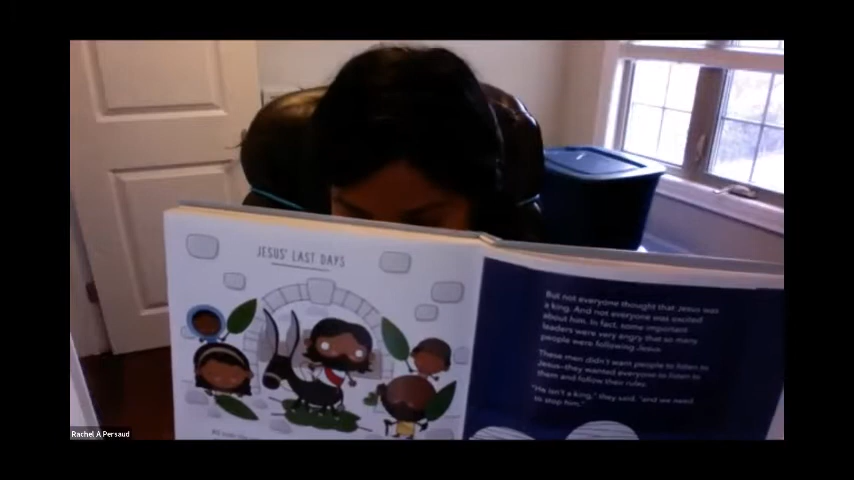 JESUS' LAST DAYS
But not everyone thought that Jesus was
a king. And not everyone was excited
about him. In fact, some important
leaders were very angry that so many
people were following Jesus.
These men didn't want people to listen to
Jesus—they wanted everyone to listen to
them and follow their rules.
"He isn't a king," they said, "and we need
to stop him."
Rachel A Persaud